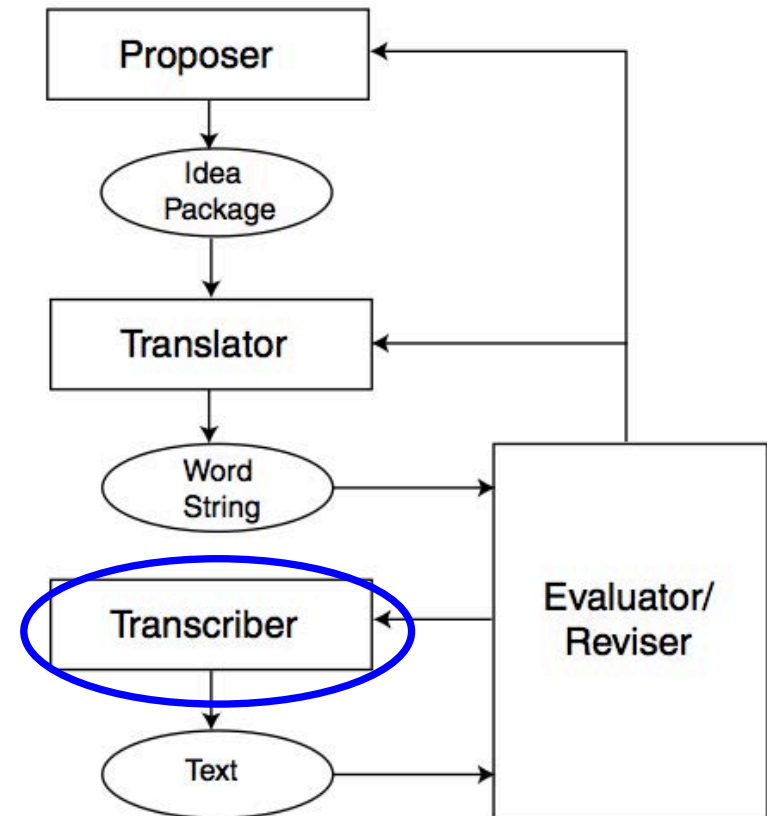 Proposer
Idea
Package
Translator
Word
String
Transcriber
Evaluator/
Reviser
Text